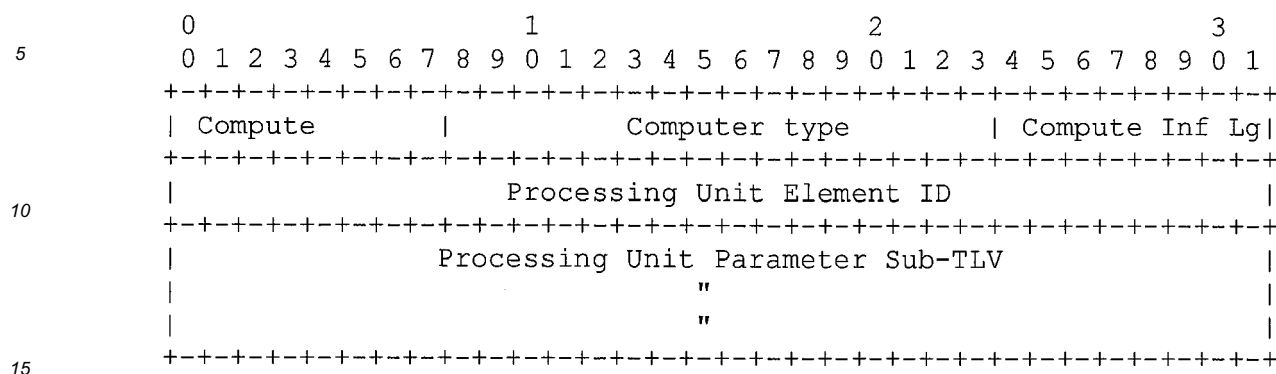 0 1 2 3
5
0 1 2 3 4 5 6 7 8 9 0 1 2 3 4 5 6 7 8 9 0 1 2 3 4 5 6 7 8 9 0 1
+-+-+-+-+-+-+-+-+-+-+-+-+-+-+-+-+-+-+-+-+-+-+-+-+-+-+-+-+-+-+-+-+
| Compute | Computer type | Compute Inf Lg|
+-+-+-+-+-+-+-+-+-+-+-+-+-+-+-+-+-+-+-+-+-+-+-+-+-+-+-+-+-+-+-+-+
| Processing Unit Element ID |
10
+-+-+-+-+-+-+-+-+-+-+-+-+-+-+-+-+-+-+-+-+-+-+-+-+-+-+-+-+-+-+-+-+
| Processing Unit Parameter Sub-TLV |
| " |
| " |
+-+-+-+-+-+-+-+-+-+-+-+-+-+-+-+-+-+-+-+-+-+-+-+-+-+-+-+-+-+-+-+-+
15